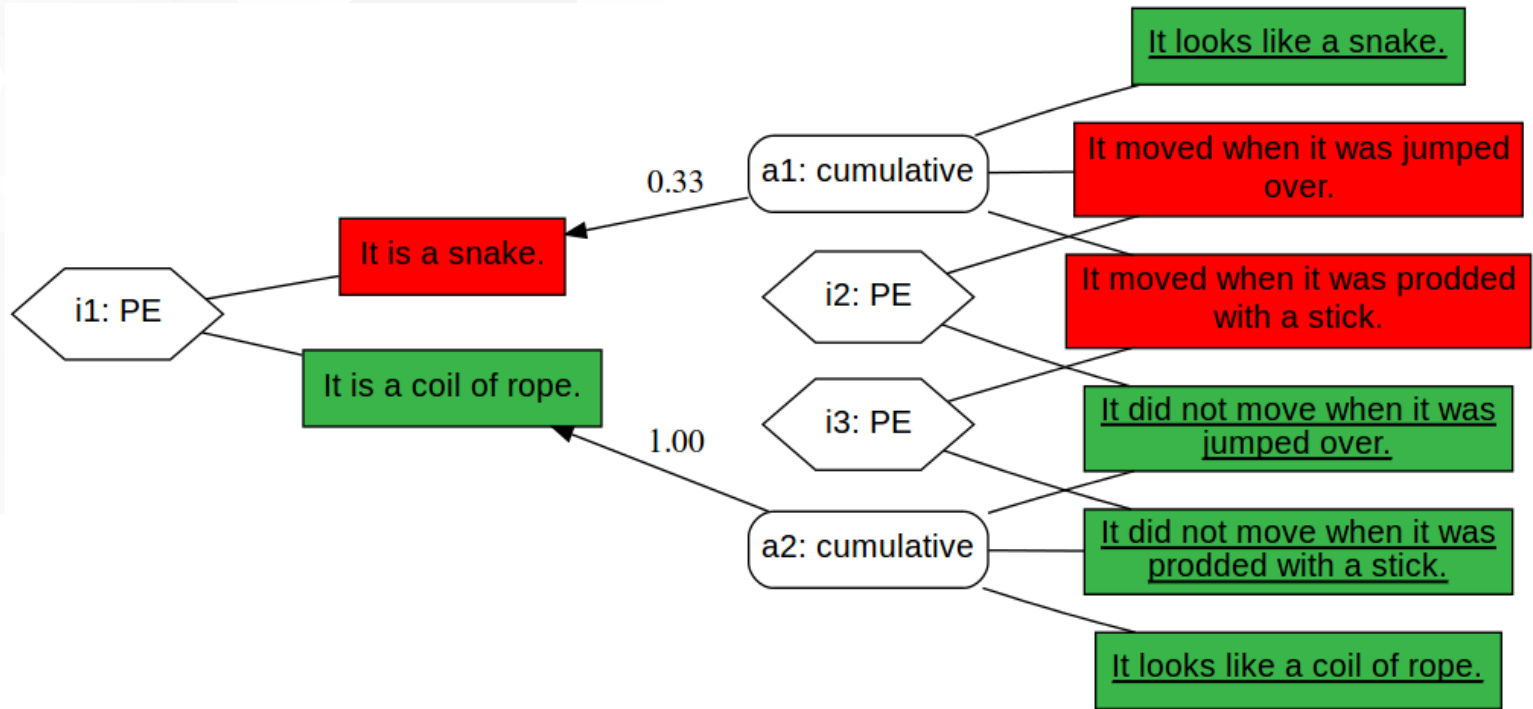 It looks like a snake.
a1: cumulative
It moved when it was jumped
over.
0.33
It is a snake.
i1: PE
i2: PE
It moved when it was prodded
with a stick.
It is a coil of rope.
i3: PE
It did not move when it was
jumped over.
1.00
a2: cumulative
It did not move when it was
prodded with a stick.
It looks like a coil of rope.